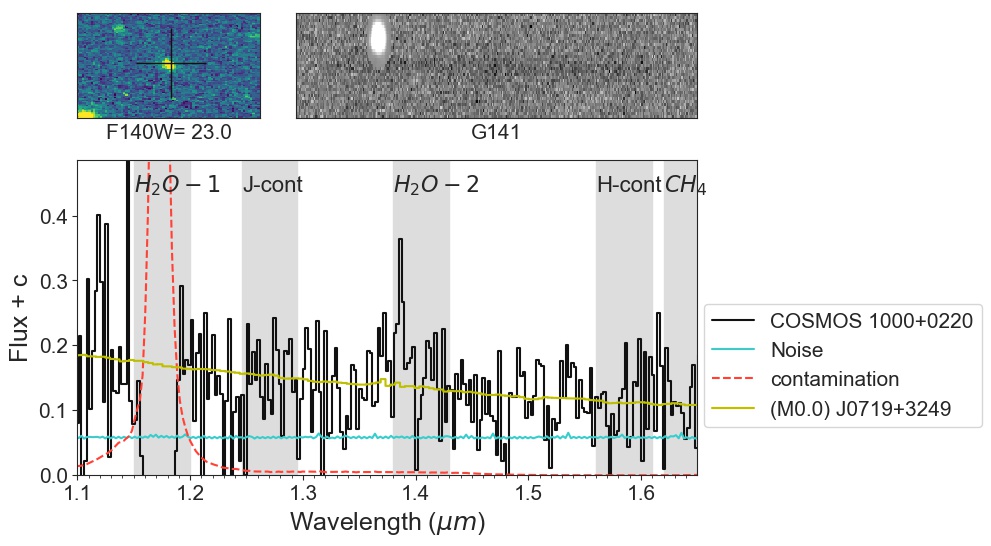 F140W= 23.0
G141
H₂O − 1 J-cont H₂O − 2 H-cont CH₄
0.4
0.3
0.2
0.1
0.0
Flux + c
1.1 1.2 1.3 1.4 1.5 1.6
Wavelength (μm)
COSMOS 1000+0220
Noise
contamination
(M0.0) J0719+3249